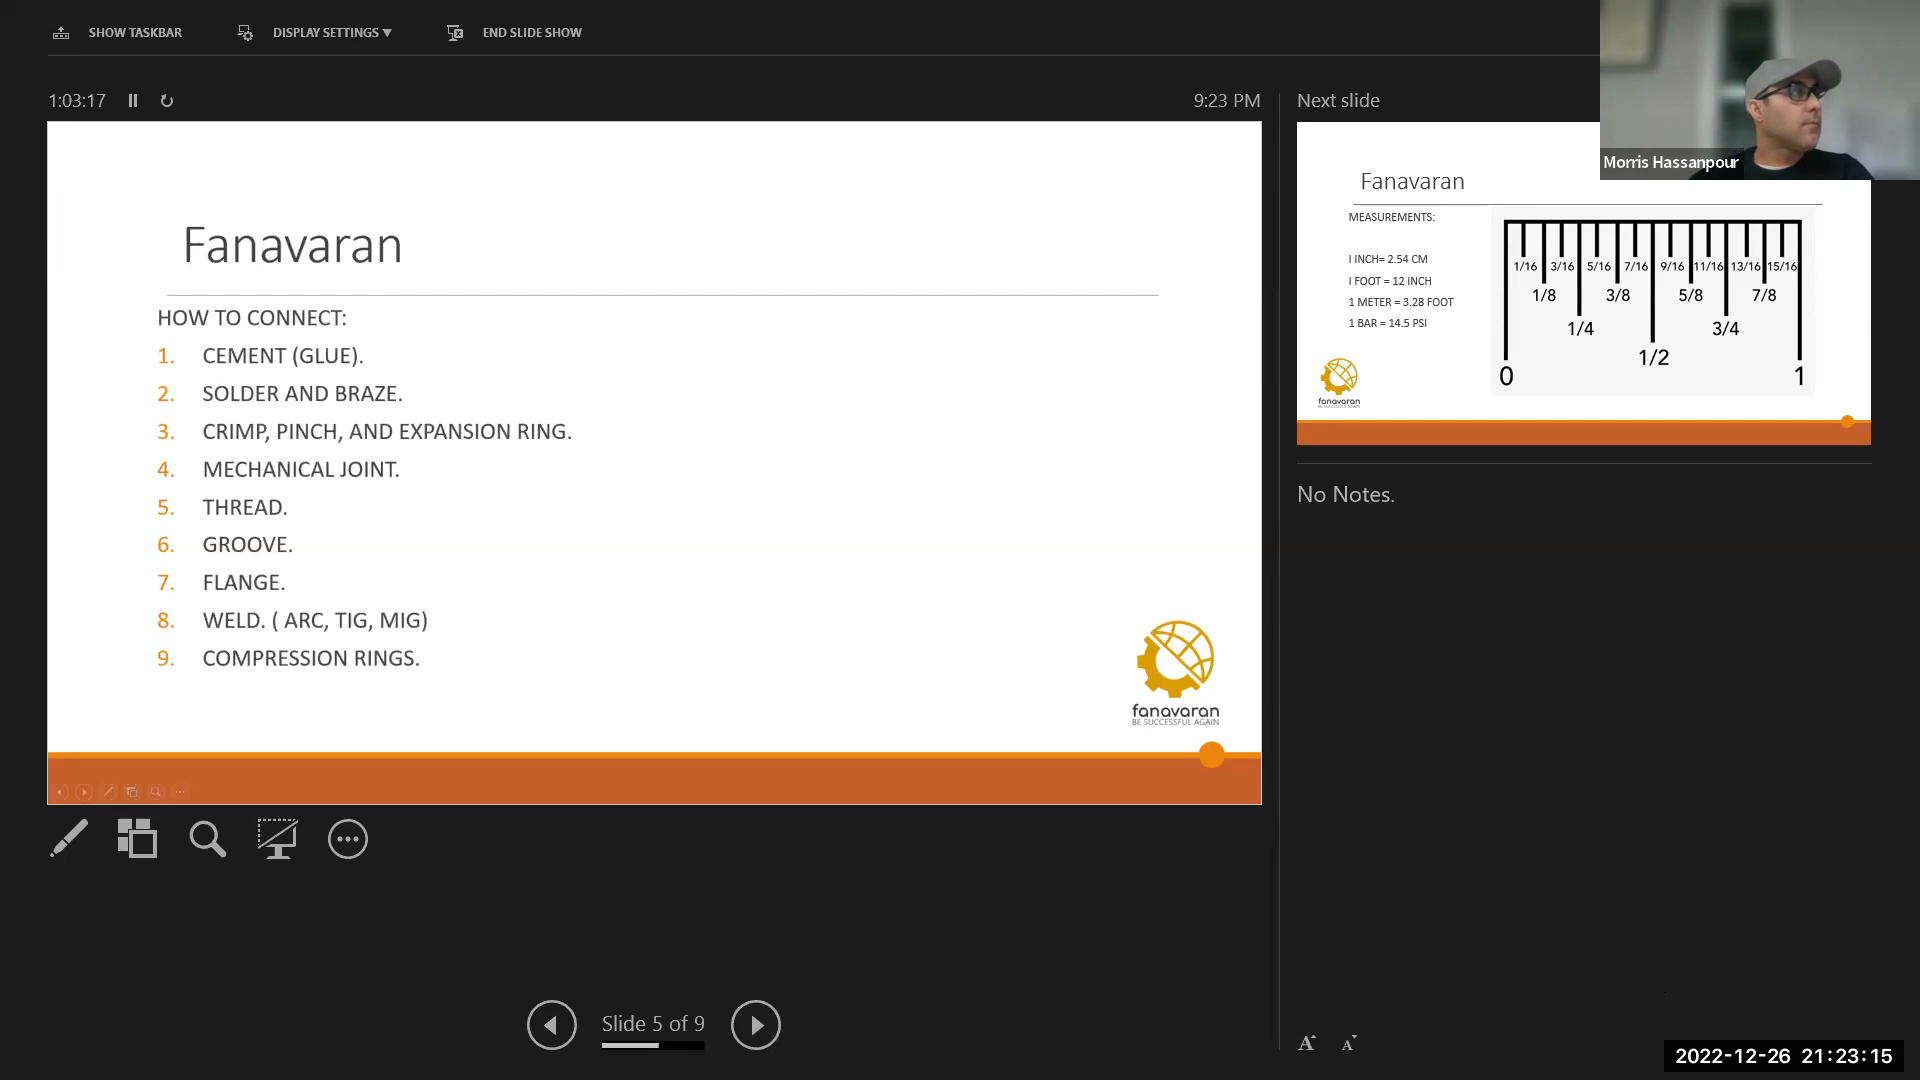 SHOW TASKBAR
DISPLAY SETTINGS ▼
END SLIDE SHOW
1:03:17
9:23 PM
Fanavaran
HOW TO CONNECT:
1. CEMENT (GLUE).
2. SOLDER AND BRAZE.
3. CRIMP, PINCH, AND EXPANSION RING.
4. MECHANICAL JOINT.
5. THREAD.
6. GROOVE.
7. FLANGE.
8. WELD. ( ARC, TIG, MIG)
9. COMPRESSION RINGS.
fanavaran
BE SUCCESSFUL AGAIN
Slide 5 of 9
Next slide
Morris Hassanpour
Fanavaran
MEASUREMENTS:
I INCH= 2.54 CM
I FOOT = 12 INCH
1 METER = 3.28 FOOT
1 BAR = 14.5 PSI
1/16 3/16 5/16 7/16 9/16 11/16 13/16 15/16
1/8 3/8 5/8 7/8
1/4 3/4
1/2
0 1
fanavaran
BE SUCCESSFUL AGAIN
No Notes.
A A
2022-12-26 21:23:15